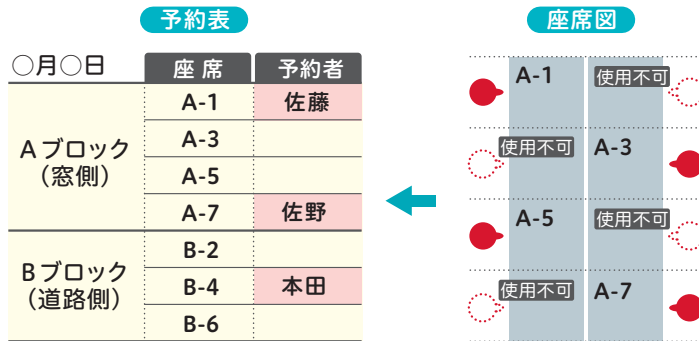 予約表
○月○日 座席 予約者
Aブロック
(窓側)
A-1 佐藤
A-3
A-5
A-7 佐野
Bブロック
(道路側)
B-2
B-4 本田
B-6
座席図
A-1 使用不可
使用不可 A-3
A-5 使用不可
使用不可 A-7